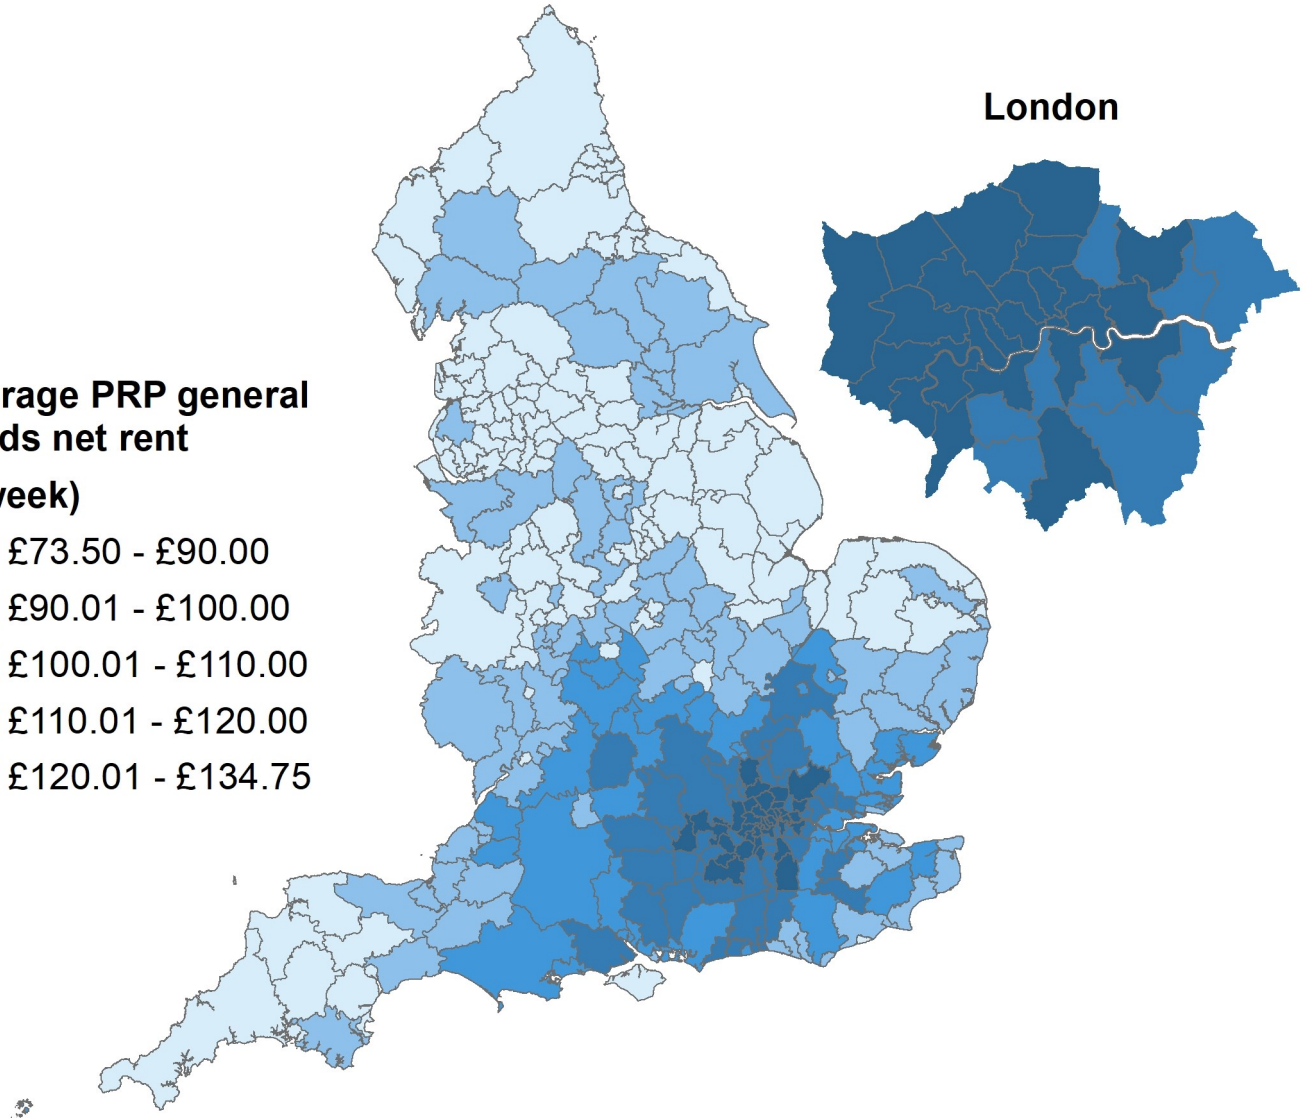 London
rage PRP general
ds net rent
week)
£73.50 - £90.00
£90.01 - £100.00
£100.01 - £110.00
£110.01 - £120.00
£120.01 - £134.75